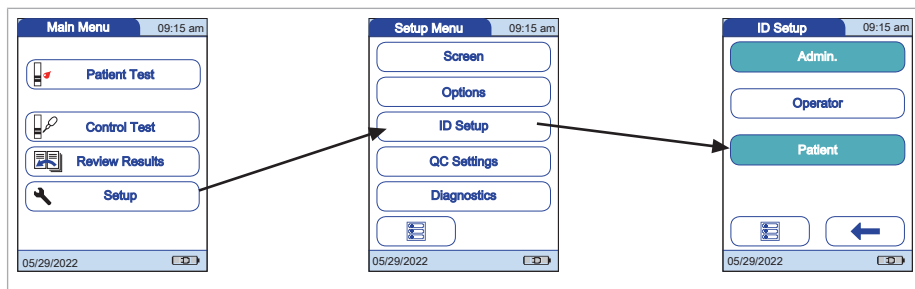 Main Menu 09:15 am
Patient Test
Control Test
Review Results
Setup
05/29/2022
Setup Menu 09:15 am
Screen
Options
ID Setup
QC Settings
Diagnostics
05/29/2022
ID Setup 09:15 am
Admin.
Operator
Patient
05/29/2022